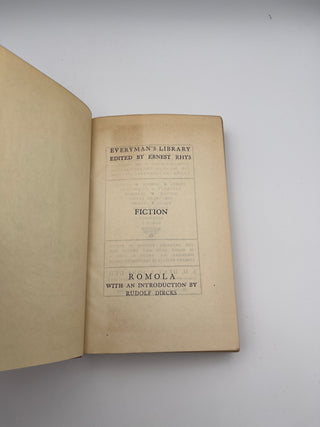 EVERYMAN'S LIBRARY
EDITED BY ERNEST RHYS
FICTION
ROMOLA
WITH AN INTRODUCTION BY
RUDOLF DIRCKS